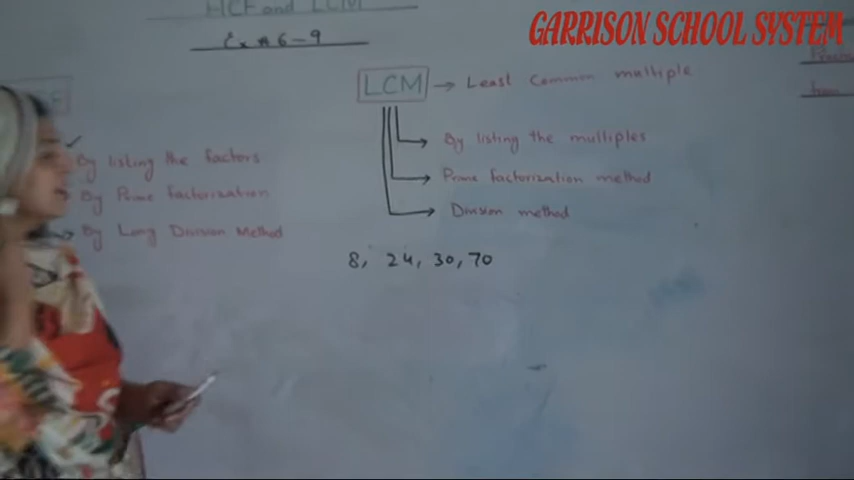 GARRISON SCHOOL SYSTEM
HCF and LCM
Ex # 6-9
LCM → Least Common multiple
By listing the factors
By Prime factorization
By Long Division Method
By listing the multiples
Prime factorization method
Division method
8, 24, 30, 70